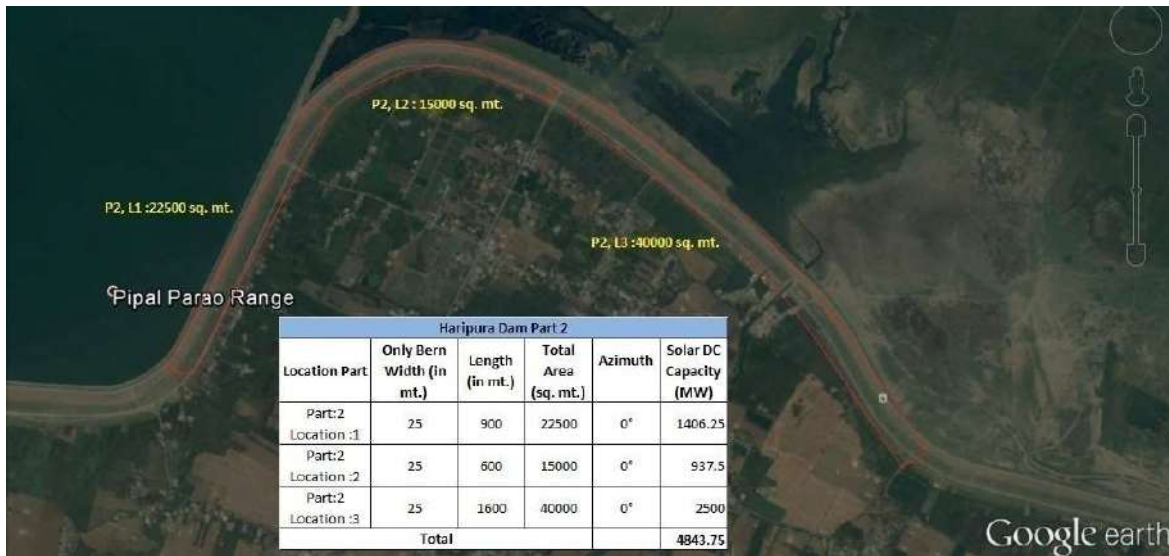 P2, L2 : 15000 sq. mt.
P2, L1 :22500 sq. mt.
P2, L3 :40000 sq. mt.
Pipal Parao Range
Haripura Dam Part 2
Location Part | Only Bern Width (in mt.) | Length (in mt.) | Total Area (sq. mt.) | Azimuth | Solar DC Capacity (MW)
Part:2 Location :1 | 25 | 900 | 22500 | 0° | 1406.25
Part:2 Location :2 | 25 | 600 | 15000 | 0° | 937.5
Part:2 Location :3 | 25 | 1600 | 40000 | 0° | 2500
Total | 4843.75
Google earth